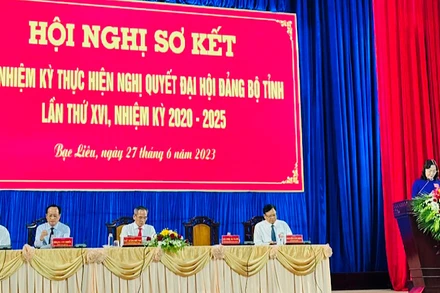 HỘI NGHỊ SƠ KẾT
NHIỆM KỲ THỰC HIỆN NGHỊ QUYẾT ĐẠI HỘI ĐẢNG BỘ TỈNH
LẦN THỨ XVI, NHIỆM KỲ 2020 - 2025
Bạc Liêu, ngày 27 tháng 6 năm 2023